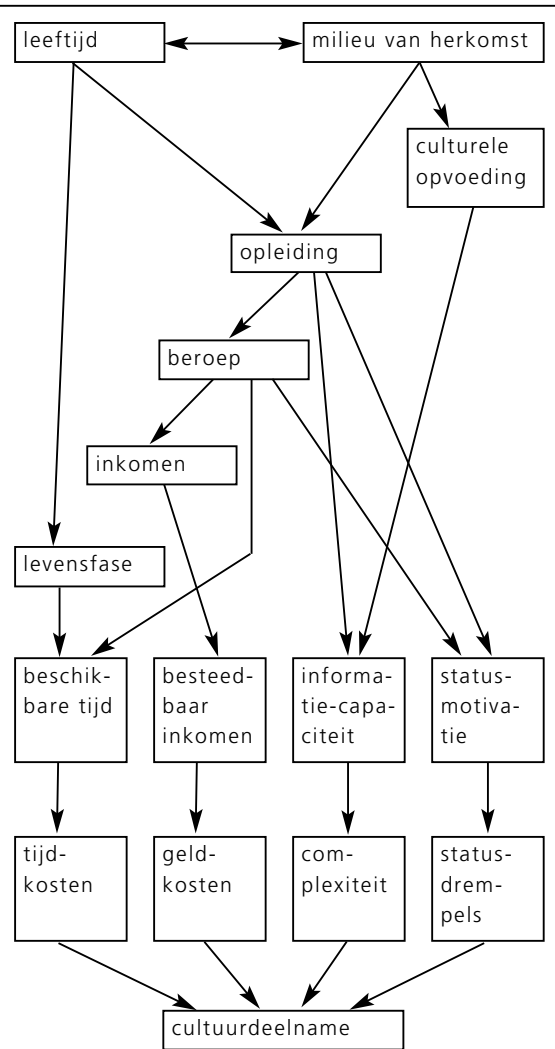 leeftijd
milieu van herkomst
culturele
opvoeding
opleiding
beroep
inkomen
levensfase
beschik-
bare tijd
besteed-
baar
inkomen
informa-
tie-capa-
citeit
status-
motiva-
tie
tijd-
kosten
geld-
kosten
com-
plexiteit
status-
drem-
pels
cultuurdeelname